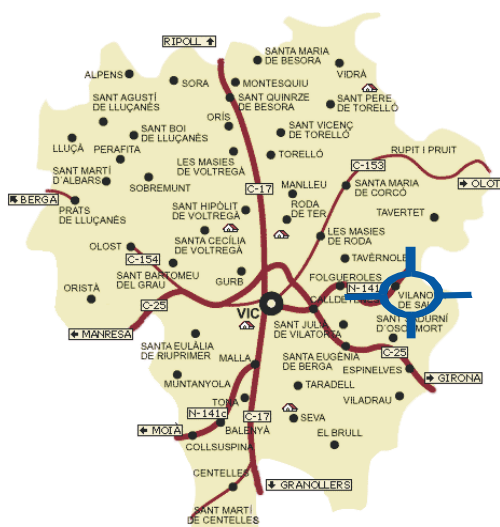 RIPOLL
SANTA MARIA
DE BESORA
VIDRÀ
ALPENS
SORA
MONTESQUIU
SANT QUINRZE
DE BESORA
SANT PERE
DE TORELLÓ
SANT AGUSTÍ
DE LLUÇANÈS
ORÍS
SANT BOI
DE LLUÇANÈS
SANT VICENÇ
DE TORELLÓ
LLUÇÀ
PERAFITA
LES MASIES DE
VOLTREGÀ
TORELLÓ
RUPIT I PRUIT
C-153
SANT MARTÍ
D'ALBARS
SOBREMUNT
C-17
MANLLEU
SANTA MARIA
DE CORCÓ
OLOT
BERGA
PRATS
DE LLUÇANÈS
SANT HIPÒLIT
DE VOLTREGÀ
RODA
DE TER
TAVERTET
OLOST
SANTA CECÍLIA
DE VOLTREGÀ
LES MASIES
DE RODA
C-154
TAVÈRNOLE
SANT BARTOMEU
DEL GRAU
GURB
FOLGUEROLES
N-141
ORISTÀ
C-25
VILANO
DE SAU
VIC
CALLDETE
MANRESA
SANT JULIÀ
DE VILATORTA
SANT SADURNÍ
D'OSORMORT
SANTA EULÀLIA
DE RIUPRIMER
MALLA
SANTA EUGÈNIA
DE BERGA
C-25
ESPINELVES
GIRONA
MUNTANYOLA
TARADELL
TONA
VILADRAU
N-141c
C-17
MOIÀ
BALENYÀ
SEVA
COLLSUSPINA
EL BRULL
CENTELLES
GRANOLLERS
SANT MARTÍ
DE CENTELLES